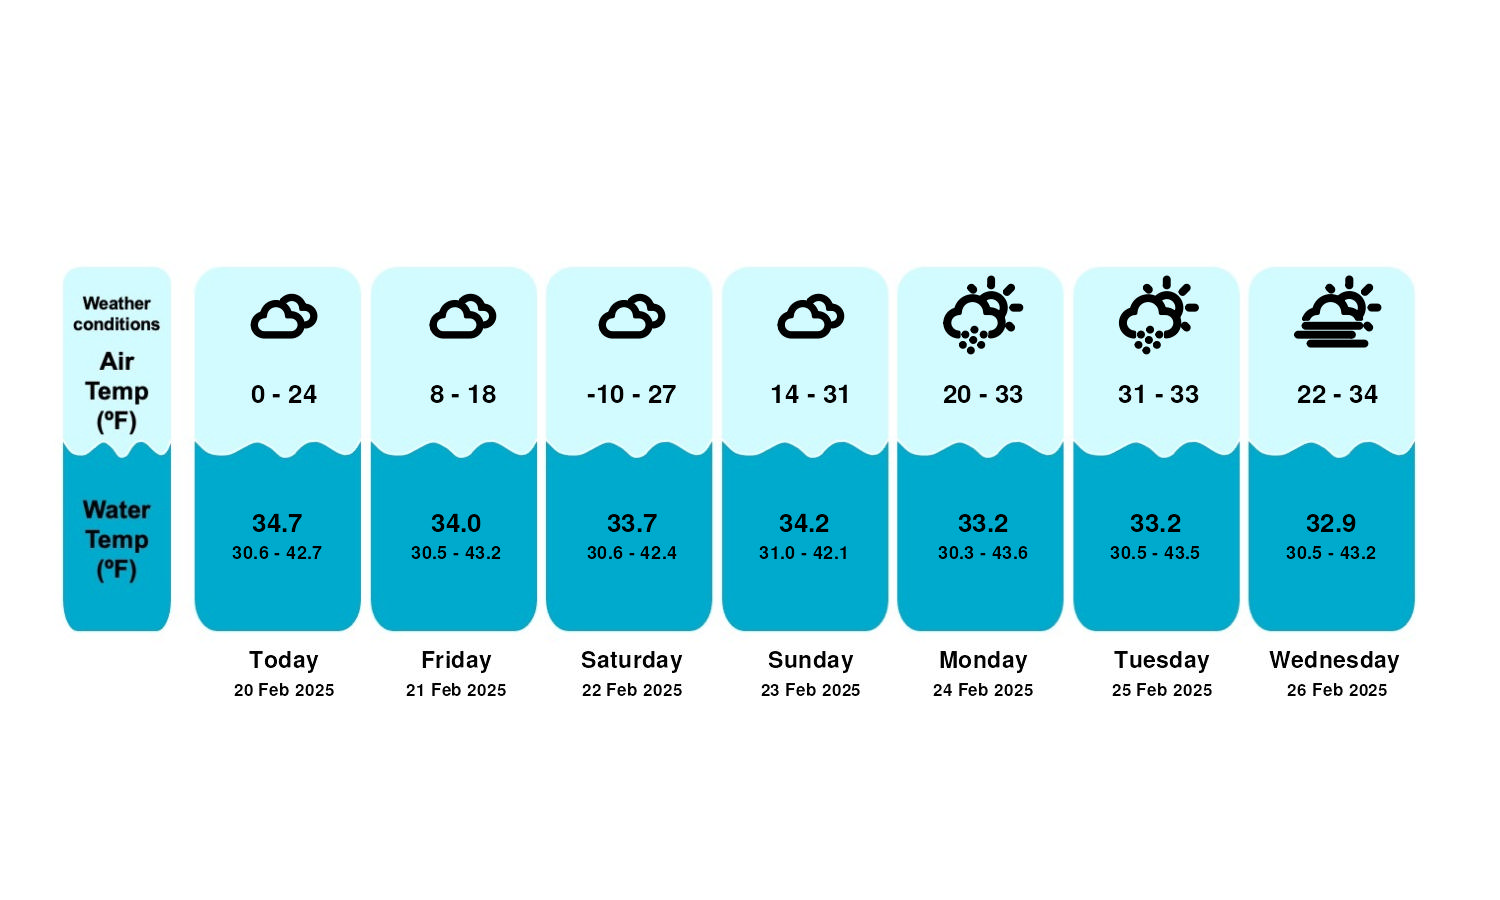 Weather
conditions
Air
Temp
(ºF)
0 - 24
8 - 18
-10 - 27
14 - 31
20 - 33
31 - 33
22 - 34
Water
Temp
(ºF)
34.7
34.0
33.7
34.2
33.2
33.2
32.9
30.6 - 42.7
30.5 - 43.2
30.6 - 42.4
31.0 - 42.1
30.3 - 43.6
30.5 - 43.5
30.5 - 43.2
Today
Friday
Saturday
Sunday
Monday
Tuesday
Wednesday
20 Feb 2025
21 Feb 2025
22 Feb 2025
23 Feb 2025
24 Feb 2025
25 Feb 2025
26 Feb 2025